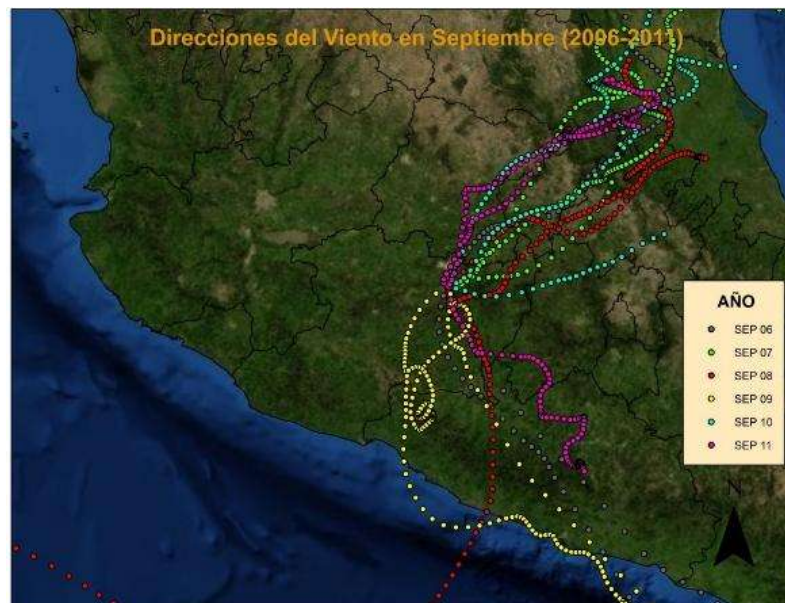 Direcciones del Viento en Septiembre (2006-2011)
AÑO
SEP 06
SEP 07
SEP 08
SEP 09
SEP 10
SEP 11
N